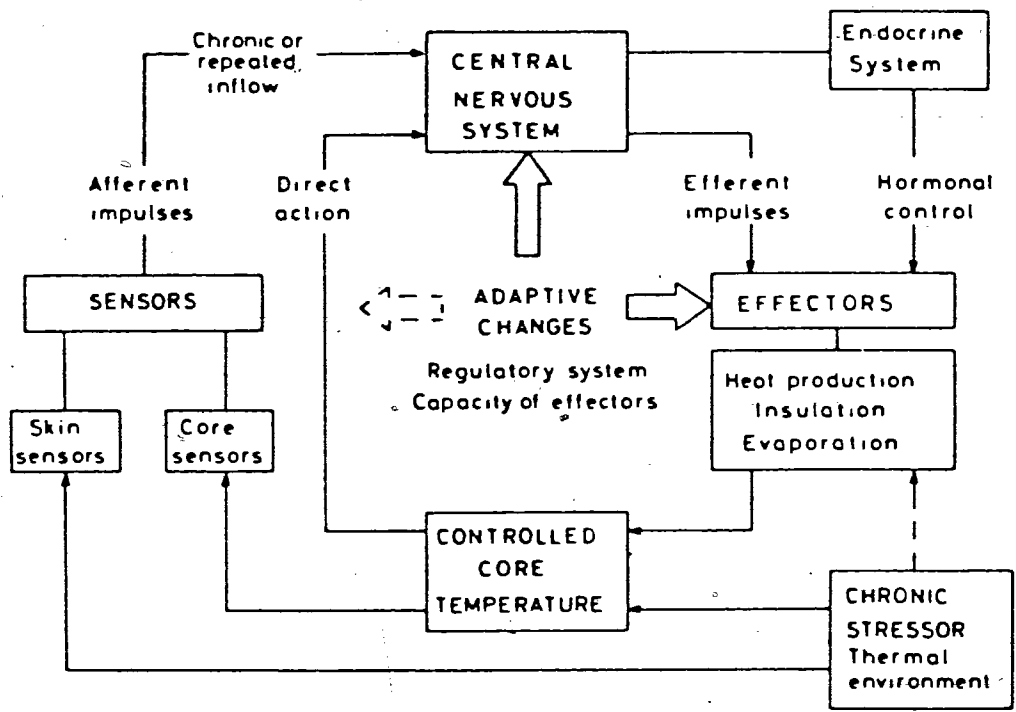 Chronic or
repeated
inflow
CENTRAL
NERVOUS
SYSTEM
Endocrine
System
Afferent
impulses
Direct
action
Efferent
impulses
Hormonal
control
SENSORS
ADAPTIVE
CHANGES
EFFECTORS
Regulatory system
Capacity of effectors
Heat production
Insulation
Evaporation
Skin
sensors
Core
sensors
CONTROLLED
CORE
TEMPERATURE
CHRONIC
STRESSOR
Thermal
environment